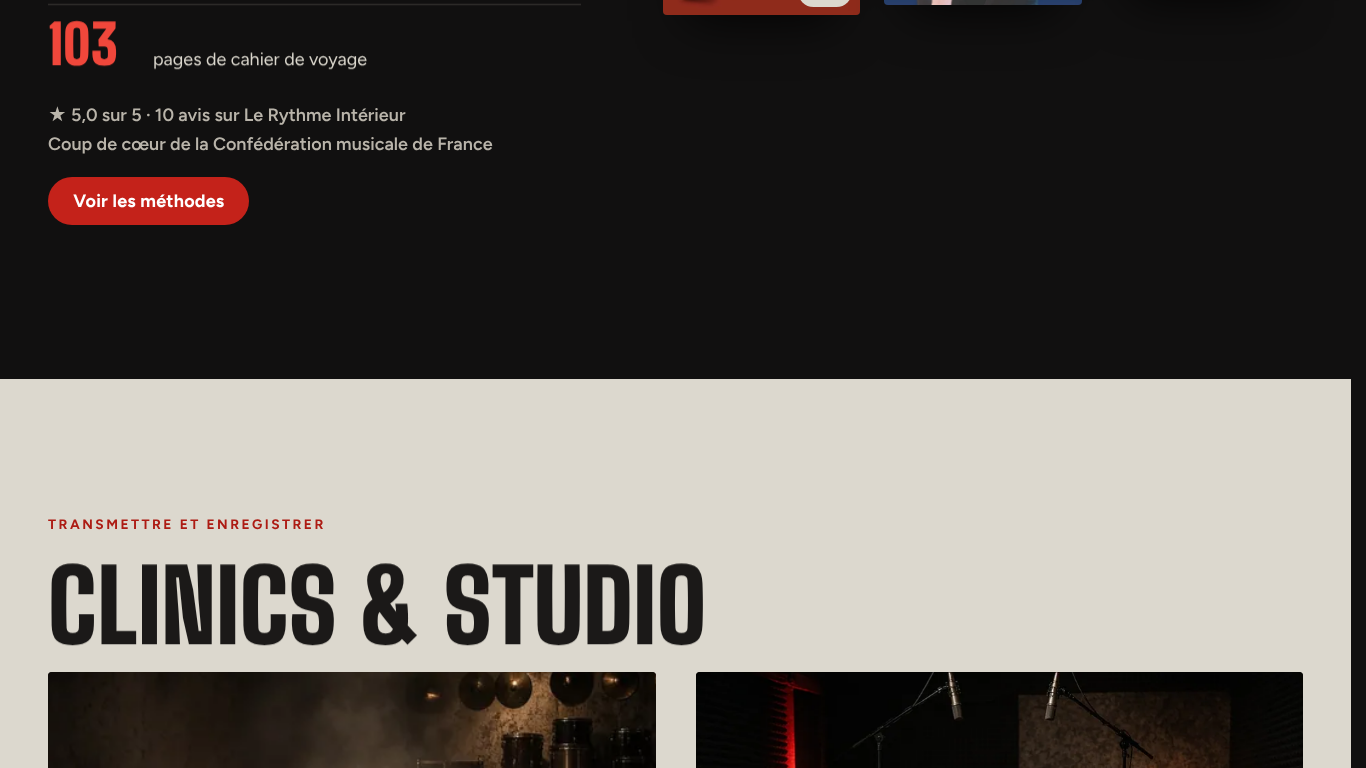 103
pages de cahier de voyage
★ 5,0 sur 5 · 10 avis sur Le Rythme Intérieur
Coup de cœur de la Confédération musicale de France
Voir les méthodes
TRANSMETTRE ET ENREGISTRER
CLINICS & STUDIO